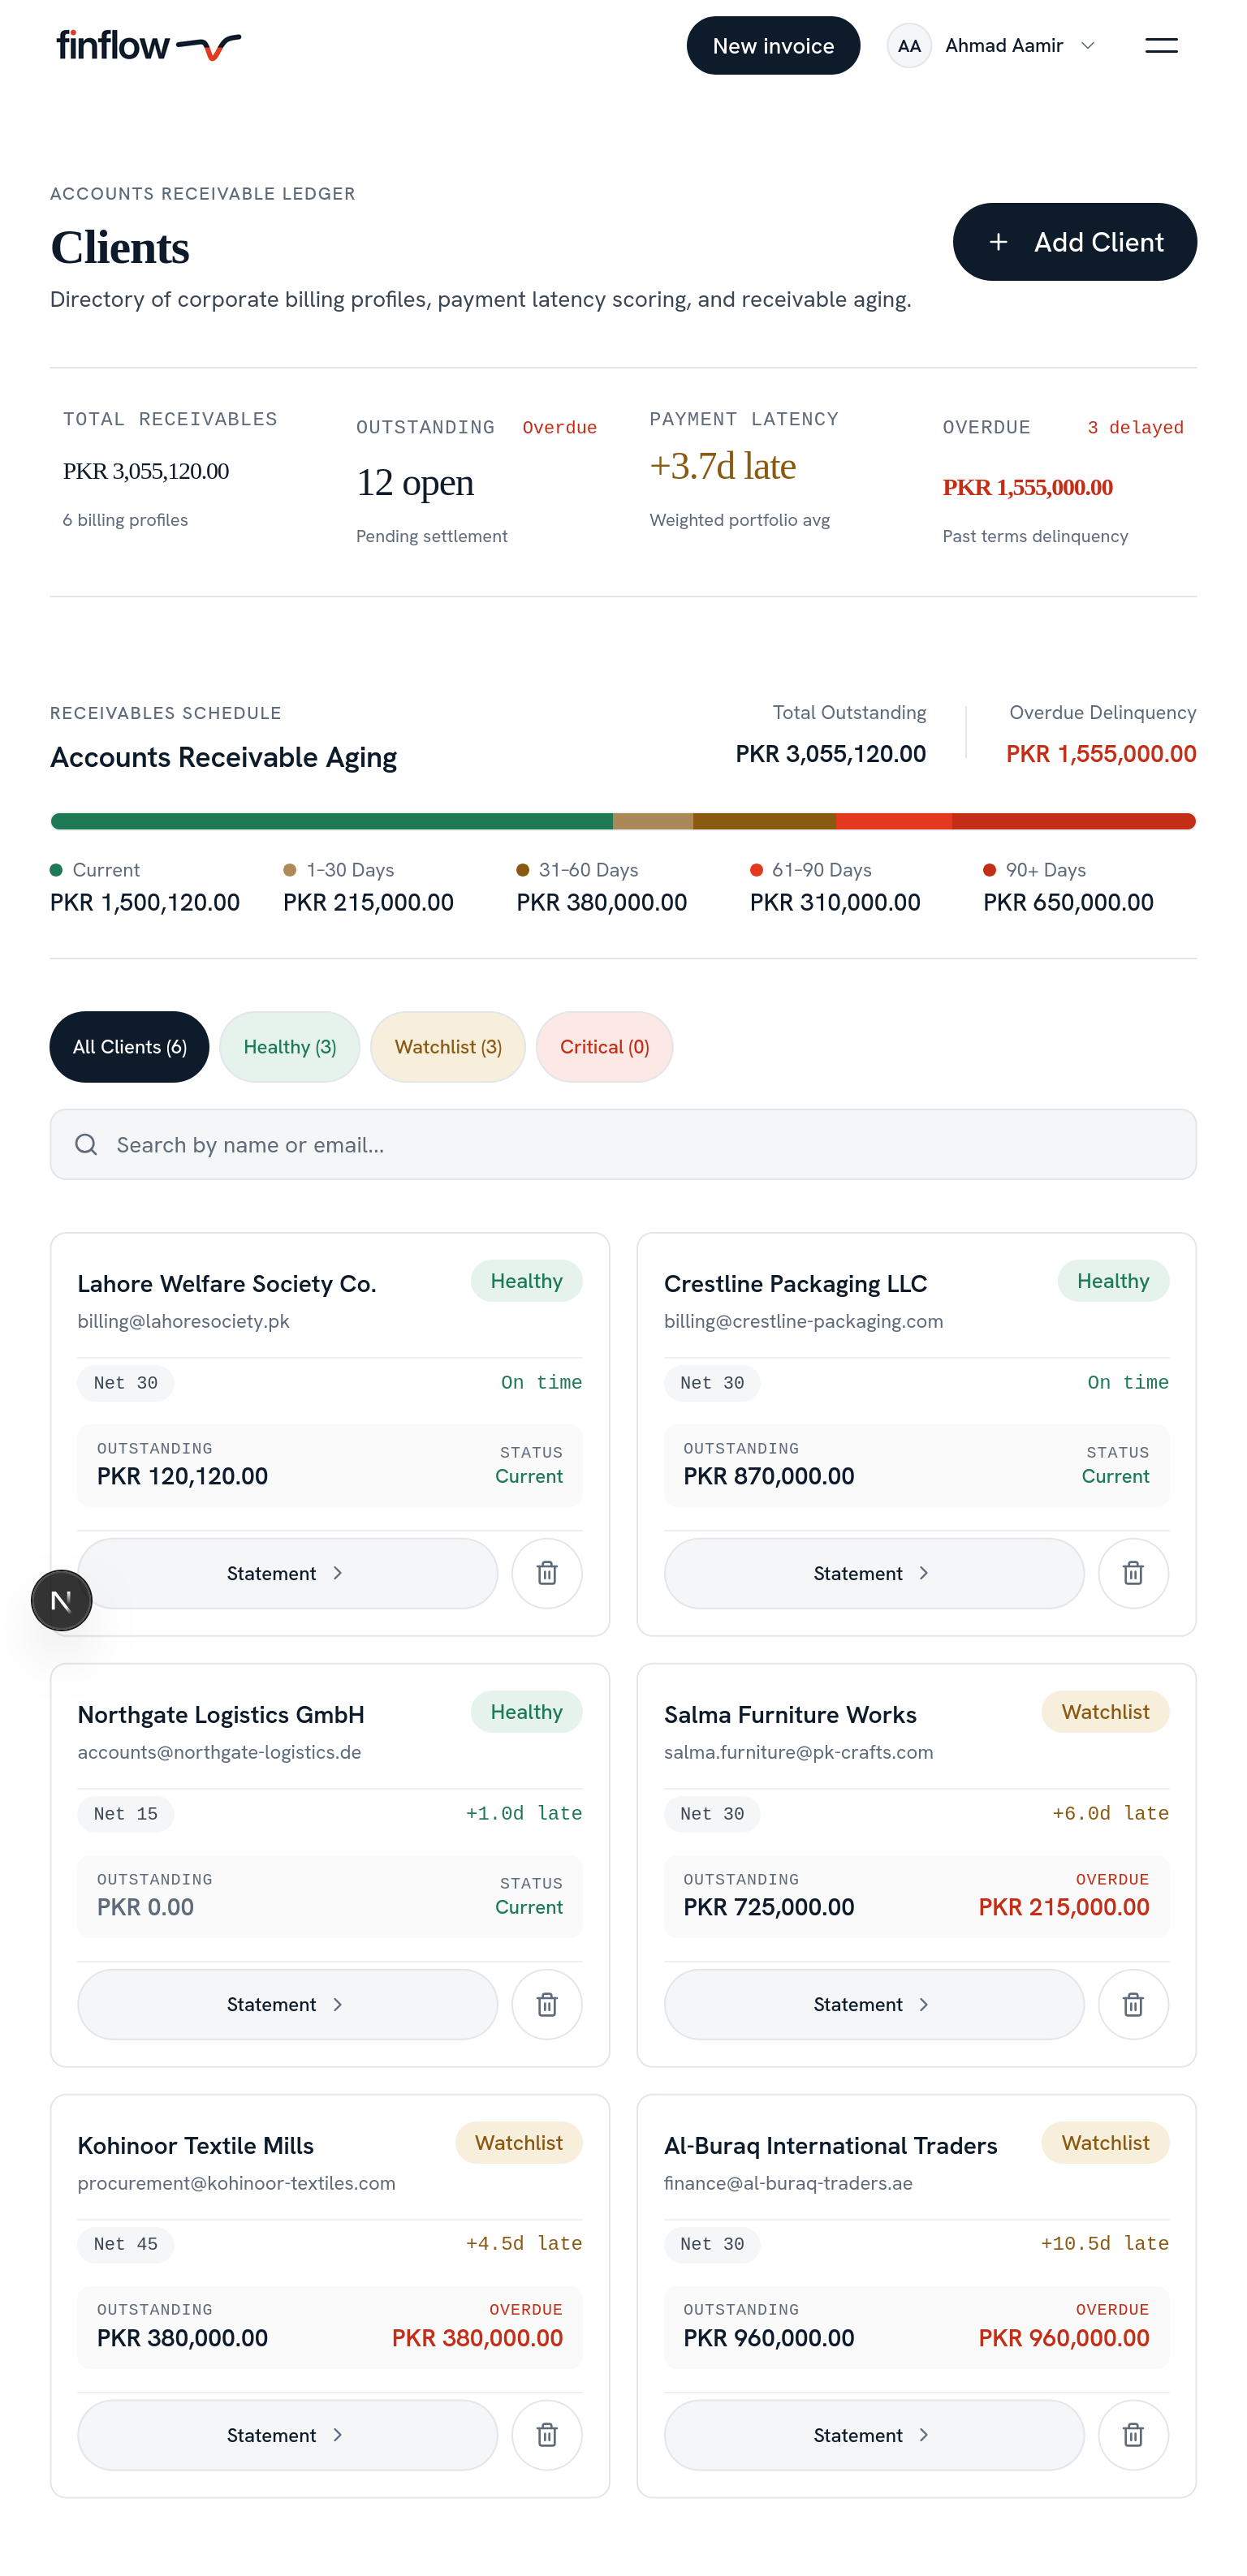 finflow
New invoice
AA
Ahmad Aamir
ACCOUNTS RECEIVABLE LEDGER
Clients
Directory of corporate billing profiles, payment latency scoring, and receivable aging.
+ Add Client
TOTAL RECEIVABLES
PKR 3,055,120.00
6 billing profiles
OUTSTANDING Overdue
12 open
Pending settlement
PAYMENT LATENCY
+3.7d late
Weighted portfolio avg
OVERDUE 3 delayed
PKR 1,555,000.00
Past terms delinquency
RECEIVABLES SCHEDULE
Accounts Receivable Aging
Total Outstanding
PKR 3,055,120.00
Overdue Delinquency
PKR 1,555,000.00
Current
PKR 1,500,120.00
1–30 Days
PKR 215,000.00
31–60 Days
PKR 380,000.00
61–90 Days
PKR 310,000.00
90+ Days
PKR 650,000.00
All Clients (6)
Healthy (3)
Watchlist (3)
Critical (0)
Search by name or email...
Lahore Welfare Society Co.
Healthy
billing@lahoresociety.pk
Net 30
On time
OUTSTANDING
PKR 120,120.00
STATUS
Current
Statement
Crestline Packaging LLC
Healthy
billing@crestline-packaging.com
Net 30
On time
OUTSTANDING
PKR 870,000.00
STATUS
Current
Statement
N
Northgate Logistics GmbH
Healthy
accounts@northgate-logistics.de
Net 15
+1.0d late
OUTSTANDING
PKR 0.00
STATUS
Current
Statement
Salma Furniture Works
Watchlist
salma.furniture@pk-crafts.com
Net 30
+6.0d late
OUTSTANDING
PKR 725,000.00
OVERDUE
PKR 215,000.00
Statement
Kohinoor Textile Mills
Watchlist
procurement@kohinoor-textiles.com
Net 45
+4.5d late
OUTSTANDING
PKR 380,000.00
OVERDUE
PKR 380,000.00
Statement
Al-Buraq International Traders
Watchlist
finance@al-buraq-traders.ae
Net 30
+10.5d late
OUTSTANDING
PKR 960,000.00
OVERDUE
PKR 960,000.00
Statement